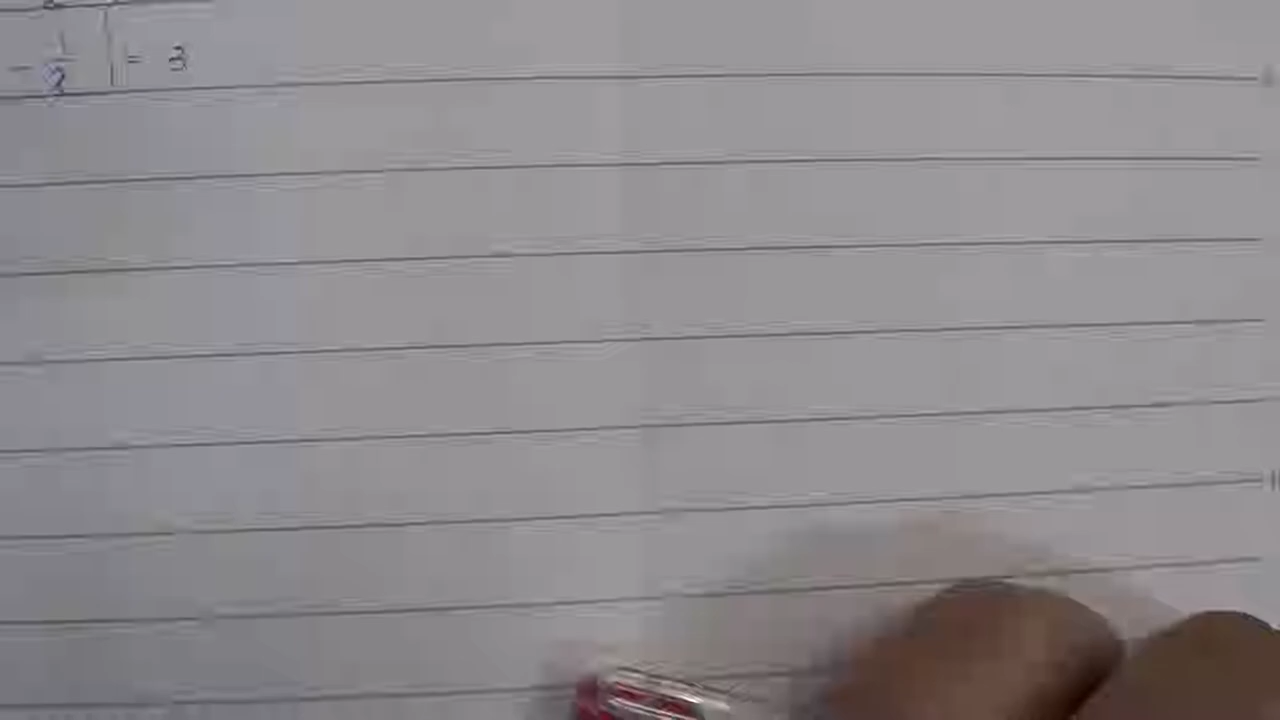 - 1/2 | = 3